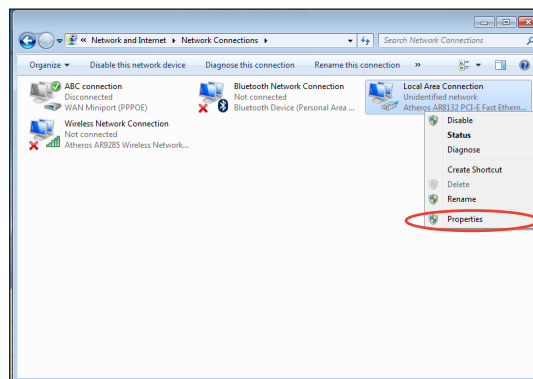 « Network and Internet ▸ Network Connections ▸
Search Network Connections
Organize ▾ Disable this network device Diagnose this connection Rename this connection »
ABC connection
Disconnected
WAN Miniport (PPPOE)
Bluetooth Network Connection
Not connected
Bluetooth Device (Personal Area ...
Local Area Connection
Unidentified network
Atheros AR8132 PCI-E Fast Ethern...
Wireless Network Connection
Not connected
Atheros AR9285 Wireless Network...
Disable
Status
Diagnose
Create Shortcut
Delete
Rename
Properties